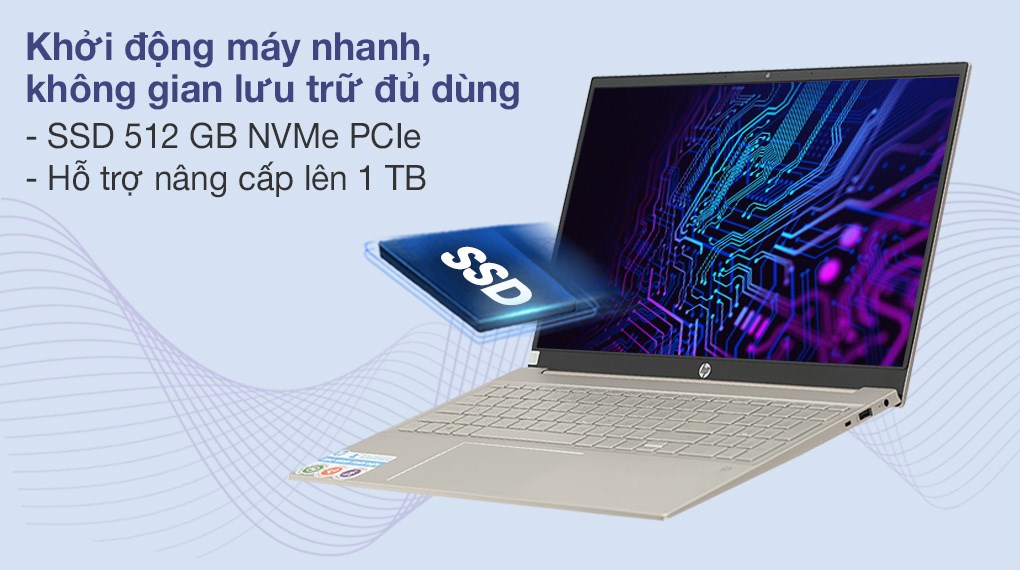 Khởi động máy nhanh,
không gian lưu trữ đủ dùng
- SSD 512 GB NVMe PCIe
- Hỗ trợ nâng cấp lên 1 TB
SSD
hp